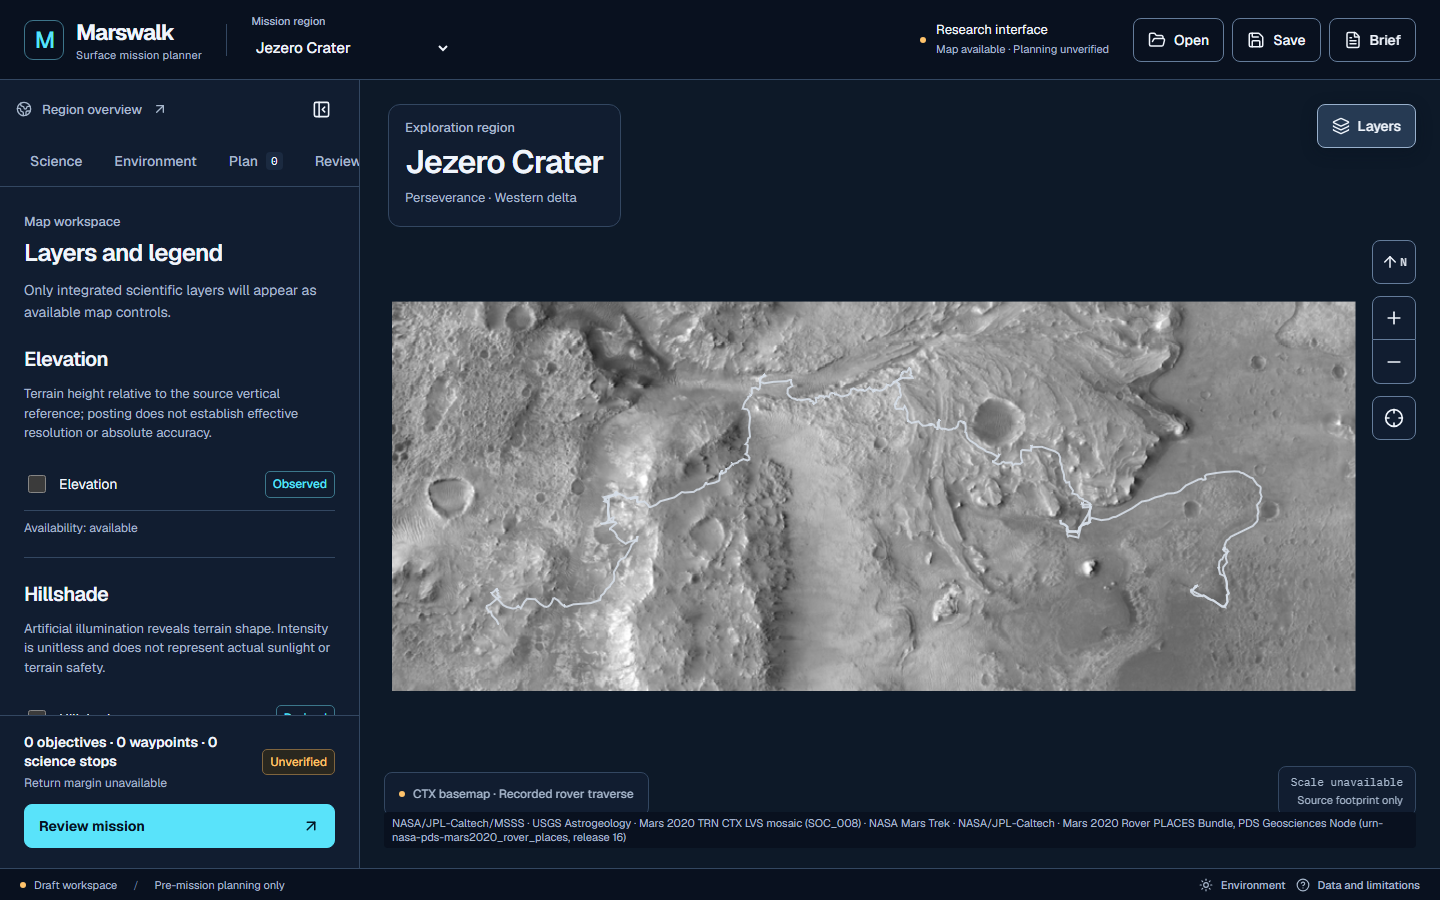 M
Marswalk
Surface mission planner
Mission region
Jezero Crater
Research interface
Map available · Planning unverified
Open
Save
Brief
Region overview
Science
Environment
Plan 0
Review
Map workspace
Layers and legend
Only integrated scientific layers will appear as
available map controls.
Elevation
Terrain height relative to the source vertical
reference; posting does not establish effective
resolution or absolute accuracy.
Elevation
Observed
Availability: available
Hillshade
Artificial illumination reveals terrain shape. Intensity
is unitless and does not represent actual sunlight or
terrain safety.
0 objectives · 0 waypoints · 0
science stops
Return margin unavailable
Unverified
Review mission
Exploration region
Jezero Crater
Perseverance · Western delta
Layers
N
CTX basemap · Recorded rover traverse
Scale unavailable
Source footprint only
NASA/JPL-Caltech/MSSS · USGS Astrogeology · Mars 2020 TRN CTX LVS mosaic (SOC_008) · NASA Mars Trek · NASA/JPL-Caltech · Mars 2020 Rover PLACES Bundle, PDS Geosciences Node (urn-
nasa-pds-mars2020_rover_places, release 16)
Draft workspace / Pre-mission planning only
Environment
Data and limitations